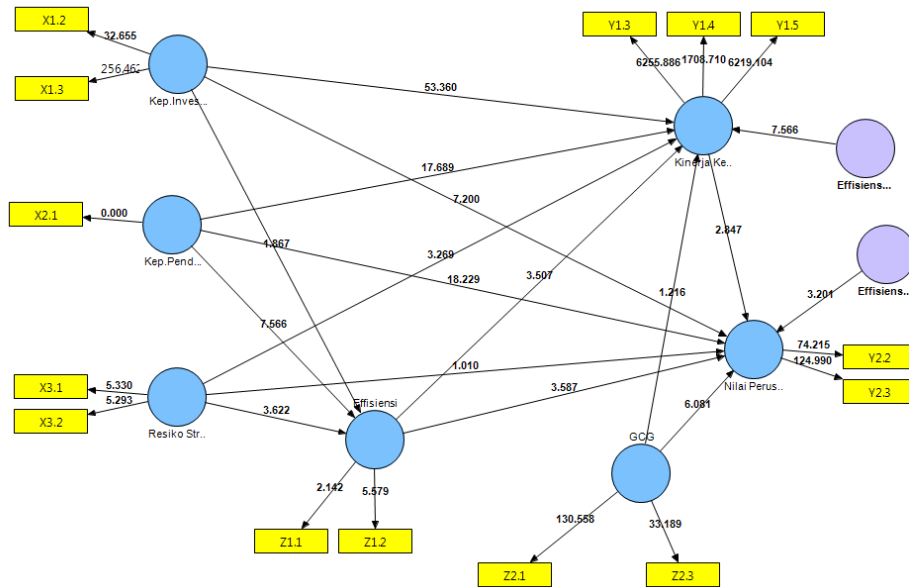 X1.2
32.655
X1.3
256.462
Kep.Inves...
Y1.3
Y1.4
Y1.5
6255.886
1708.710
6219.104
53.360
Kinerja Ke..
7.566
Effisiens...
17.689
7.200
X2.1
0.000
Kep.Pend...
1.867
3.269
18.229
3.507
2.847
1.216
3.201
Effisiens...
7.566
1.010
74.215
Y2.2
124.990
Y2.3
Nilai Perus..
X3.1
5.330
X3.2
5.293
Resiko Str..
3.622
Effisiensi
3.587
6.081
GCG
2.142
5.579
Z1.1
Z1.2
130.558
33.189
Z2.1
Z2.3